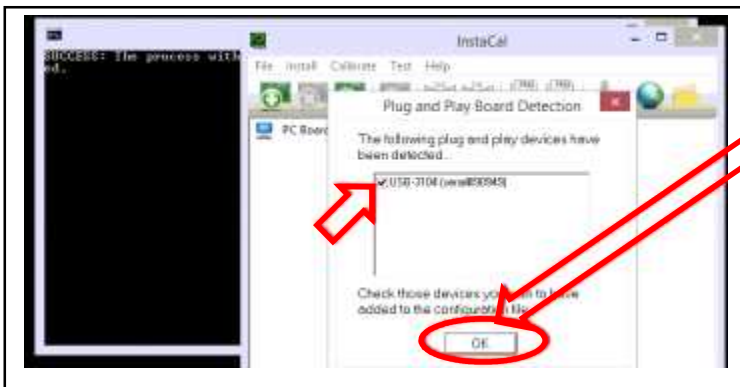 SUCCESS: The process with
ed.
InstaCal
File Install Calibrate Test Help
PC Board
Plug and Play Board Detection
The following plug and play devices have
been detected...
USB-3104
Check those devices you to have
added to the configuration file.
OK